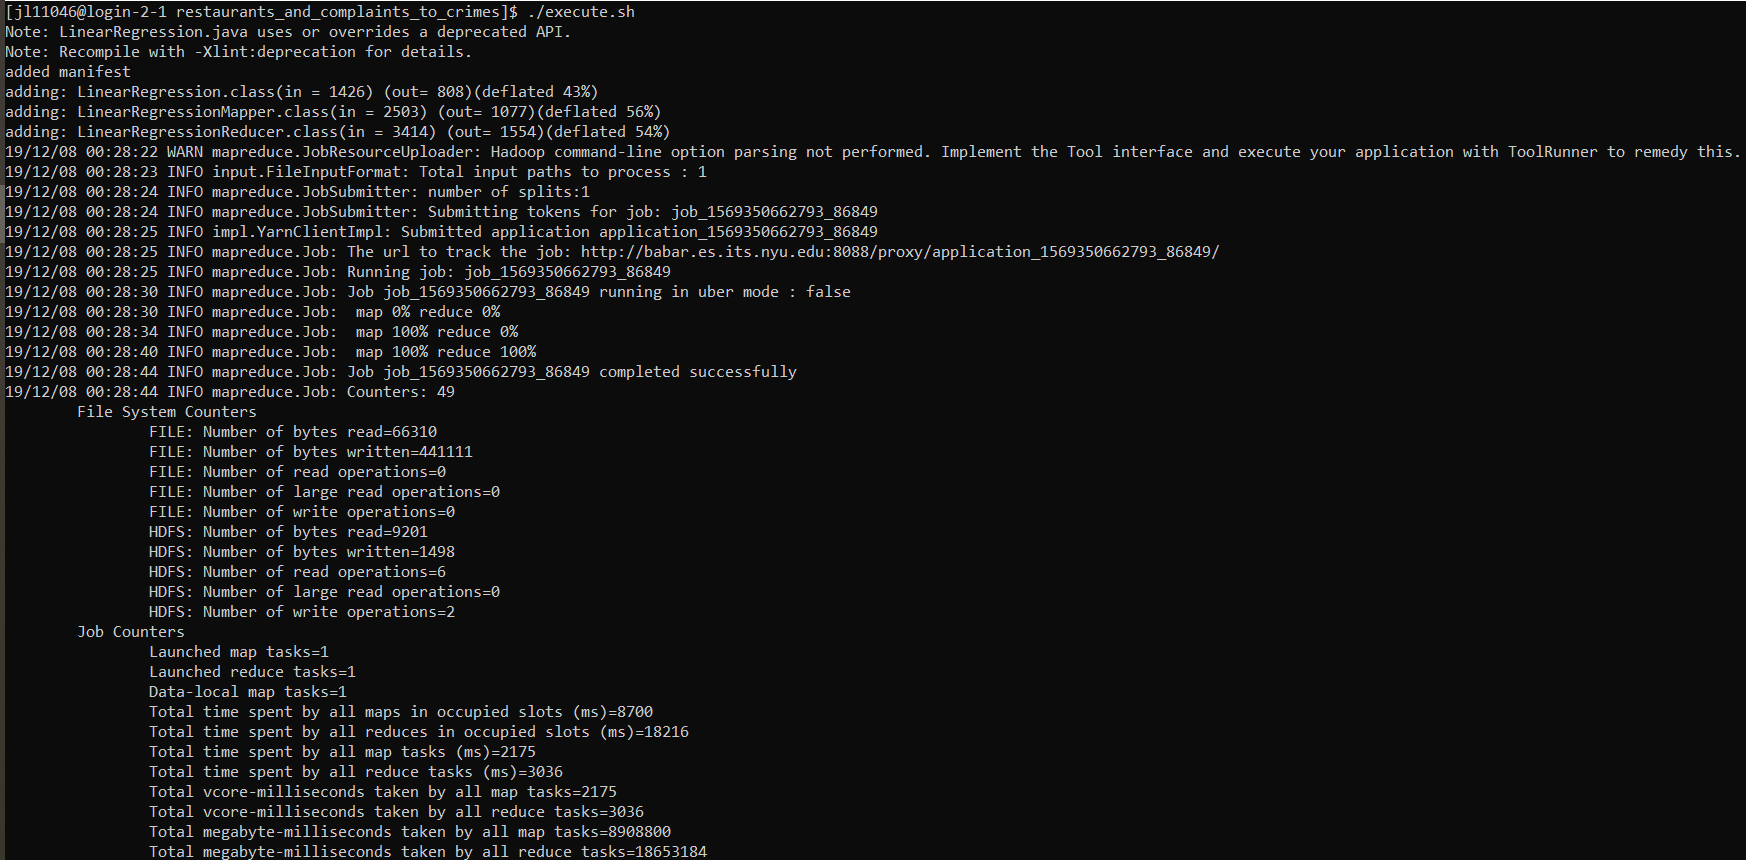 [jl11046@login-2-1 restaurants_and_complaints_to_crimes]$ ./execute.sh
Note: LinearRegression.java uses or overrides a deprecated API.
Note: Recompile with -Xlint:deprecation for details.
added manifest
adding: LinearRegression.class(in = 1426) (out= 808)(deflated 43%)
adding: LinearRegressionMapper.class(in = 2503) (out= 1077)(deflated 56%)
adding: LinearRegressionReducer.class(in = 3414) (out= 1554)(deflated 54%)
19/12/08 00:28:22 WARN mapreduce.JobResourceUploader: Hadoop command-line option parsing not performed. Implement the Tool interface and execute your application with ToolRunner to remedy this.
19/12/08 00:28:23 INFO input.FileInputFormat: Total input paths to process : 1
19/12/08 00:28:24 INFO mapreduce.JobSubmitter: number of splits:1
19/12/08 00:28:24 INFO mapreduce.JobSubmitter: Submitting tokens for job: job_1569350662793_86849
19/12/08 00:28:25 INFO impl.YarnClientImpl: Submitted application application_1569350662793_86849
19/12/08 00:28:25 INFO mapreduce.Job: The url to track the job: http://babar.es.its.nyu.edu:8088/proxy/application_1569350662793_86849/
19/12/08 00:28:25 INFO mapreduce.Job: Running job: job_1569350662793_86849
19/12/08 00:28:30 INFO mapreduce.Job: Job job_1569350662793_86849 running in uber mode : false
19/12/08 00:28:30 INFO mapreduce.Job:  map 0% reduce 0%
19/12/08 00:28:34 INFO mapreduce.Job:  map 100% reduce 0%
19/12/08 00:28:40 INFO mapreduce.Job:  map 100% reduce 100%
19/12/08 00:28:44 INFO mapreduce.Job: Job job_1569350662793_86849 completed successfully
19/12/08 00:28:44 INFO mapreduce.Job: Counters: 49
File System Counters
FILE: Number of bytes read=66310
FILE: Number of bytes written=441111
FILE: Number of read operations=0
FILE: Number of large read operations=0
FILE: Number of write operations=0
HDFS: Number of bytes read=9201
HDFS: Number of bytes written=1498
HDFS: Number of read operations=6
HDFS: Number of large read operations=0
HDFS: Number of write operations=2
Job Counters
Launched map tasks=1
Launched reduce tasks=1
Data-local map tasks=1
Total time spent by all maps in occupied slots (ms)=8700
Total time spent by all reduces in occupied slots (ms)=18216
Total time spent by all map tasks (ms)=2175
Total time spent by all reduce tasks (ms)=3036
Total vcore-milliseconds taken by all map tasks=2175
Total vcore-milliseconds taken by all reduce tasks=3036
Total megabyte-milliseconds taken by all map tasks=8908800
Total megabyte-milliseconds taken by all reduce tasks=18653184